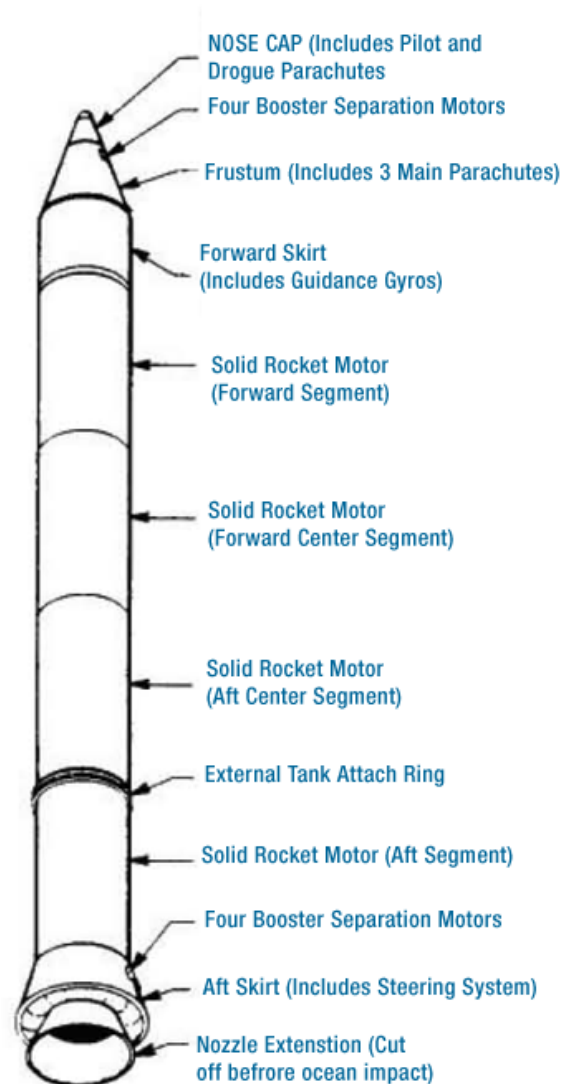 NOSE CAP (Includes Pilot and
Drogue Parachutes
Four Booster Separation Motors
Frustum (Includes 3 Main Parachutes)
Forward Skirt
(Includes Guidance Gyros)
Solid Rocket Motor
(Forward Segment)
Solid Rocket Motor
(Forward Center Segment)
Solid Rocket Motor
(Aft Center Segment)
External Tank Attach Ring
Solid Rocket Motor (Aft Segment)
Four Booster Separation Motors
Aft Skirt (Includes Steering System)
Nozzle Extenstion (Cut
off befrore ocean impact)